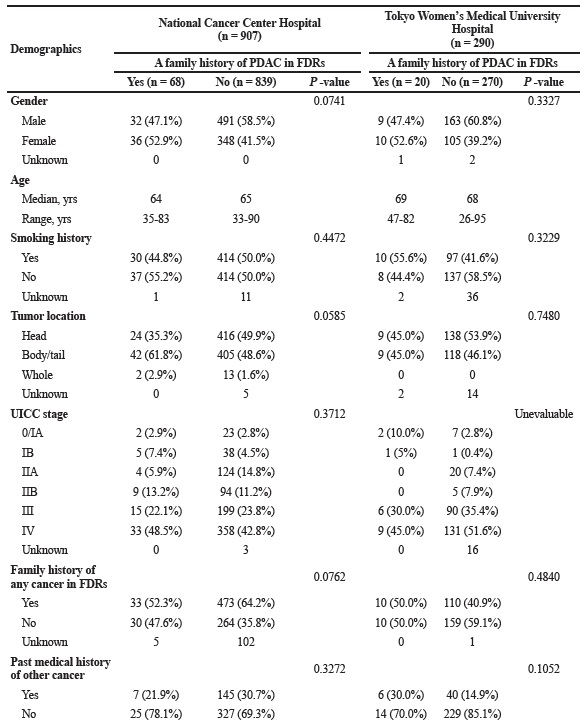 Demographics
National Cancer Center Hospital
(n = 907)
Tokyo Women's Medical University
Hospital
(n = 290)
A family history of PDAC in FDRs
A family history of PDAC in FDRs
Yes (n = 68) No (n = 839) P-value Yes (n = 20) No (n = 270) P-value
Gender 0.0741 0.3327
Male 32 (47.1%) 491 (58.5%) 9 (47.4%) 163 (60.8%)
Female 36 (52.9%) 348 (41.5%) 10 (52.6%) 105 (39.2%)
Unknown 0 0 1 2
Age
Median, yrs 64 65 69 68
Range, yrs 35-83 33-90 47-82 26-95
Smoking history 0.4472 0.3229
Yes 30 (44.8%) 414 (50.0%) 10 (55.6%) 97 (41.6%)
No 37 (55.2%) 414 (50.0%) 8 (44.4%) 137 (58.5%)
Unknown 1 11 2 36
Tumor location 0.0585 0.7480
Head 24 (35.3%) 416 (49.9%) 9 (45.0%) 138 (53.9%)
Body/tail 42 (61.8%) 405 (48.6%) 9 (45.0%) 118 (46.1%)
Whole 2 (2.9%) 13 (1.6%) 0 0
Unknown 0 5 2 14
UICC stage 0.3712 Unevaluable
0/IA 2 (2.9%) 23 (2.8%) 2 (10.0%) 7 (2.8%)
IB 5 (7.4%) 38 (4.5%) 1 (5%) 1 (0.4%)
IIA 4 (5.9%) 124 (14.8%) 0 20 (7.4%)
IIB 9 (13.2%) 94 (11.2%) 0 5 (7.9%)
III 15 (22.1%) 199 (23.8%) 6 (30.0%) 90 (35.4%)
IV 33 (48.5%) 358 (42.8%) 9 (45.0%) 131 (51.6%)
Unknown 0 3 0 16
Family history of
any cancer in FDRs 0.0762 0.4840
Yes 33 (52.3%) 473 (64.2%) 10 (50.0%) 110 (40.9%)
No 30 (47.6%) 264 (35.8%) 10 (50.0%) 159 (59.1%)
Unknown 5 102 0 1
Past medical history
of other cancer 0.3272 0.1052
Yes 7 (21.9%) 145 (30.7%) 6 (30.0%) 40 (14.9%)
No 25 (78.1%) 327 (69.3%) 14 (70.0%) 229 (85.1%)